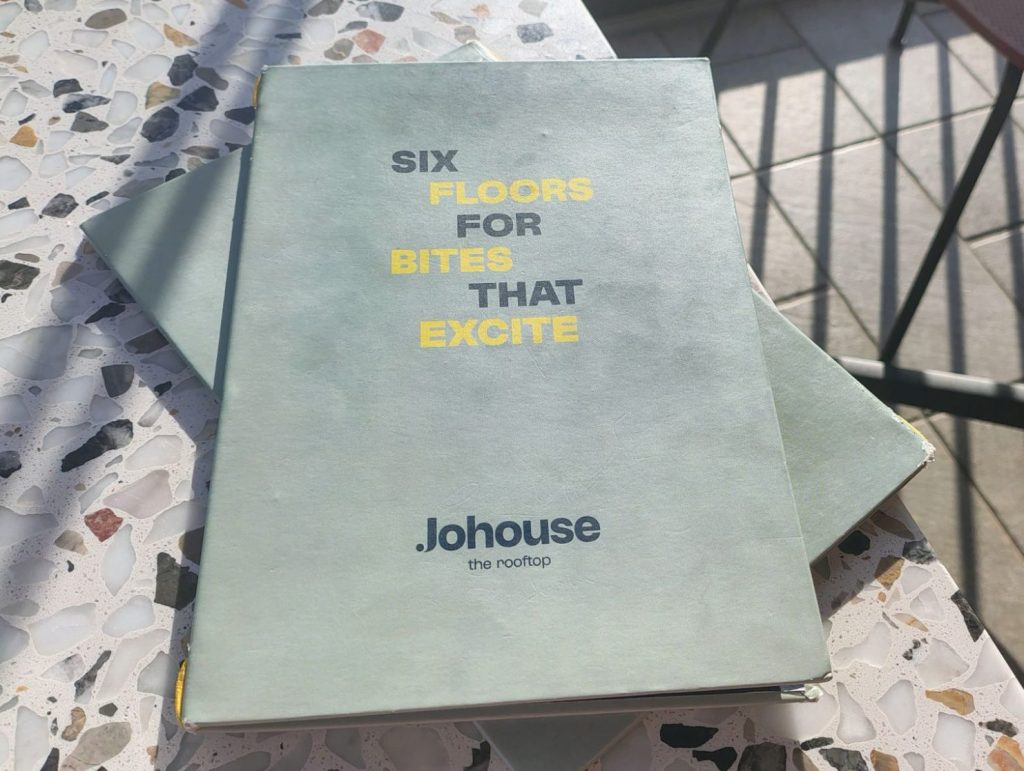 SIX
FLOORS
FOR
BITES
THAT
EXCITE
Johouse
the rooftop